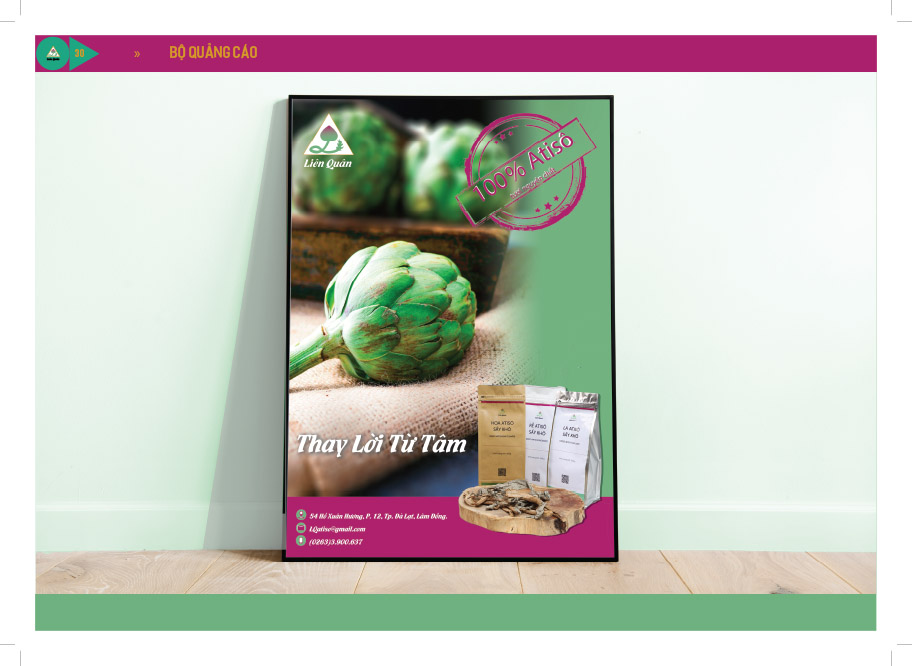 30
»
BỘ QUẢNG CÁO
Liên Quân
100% Atisô
Thay Lời Từ Tâm
HOA ATISÔ
SẤY KHÔ
RỄ ATISÔ
SẤY KHÔ
LÁ ATISÔ
SẤY KHÔ
54 Hồ Xuân Hương, P. 12, Tp. Đà Lạt, Lâm Đồng.
LQatiso@gmail.com
(0263)3.900.637